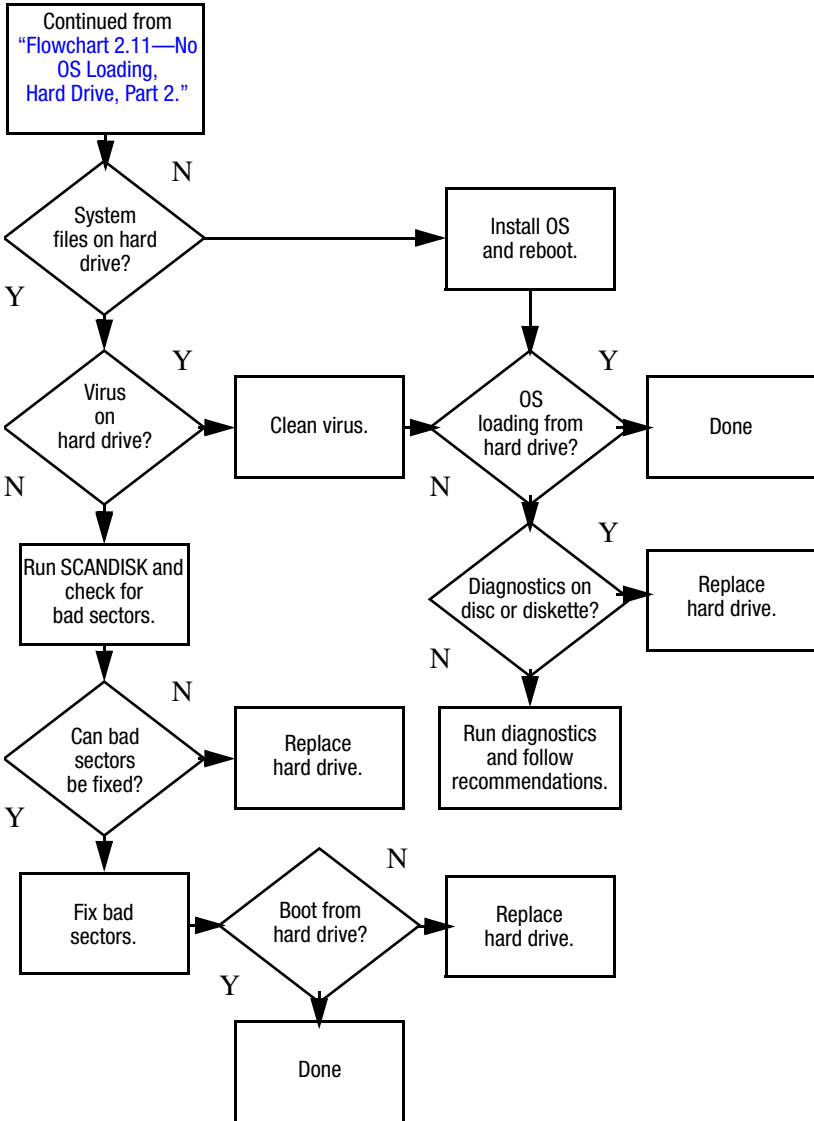 Continued from
“Flowchart 2.11—No
OS Loading,
Hard Drive, Part 2.”
N
System
files on hard
drive?
Install OS
and reboot.
Y
Y
Virus
on
hard drive?
Clean virus.
Y
OS
loading from
hard drive?
Done
N
N
Run SCANDISK and
check for
bad sectors.
Y
Diagnostics on
disc or diskette?
Replace
hard drive.
N
N
Can bad
sectors
be fixed?
Replace
hard drive.
Run diagnostics
and follow
recommendations.
Y
N
Fix bad
sectors.
Boot from
hard drive?
Replace
hard drive.
Y
Done